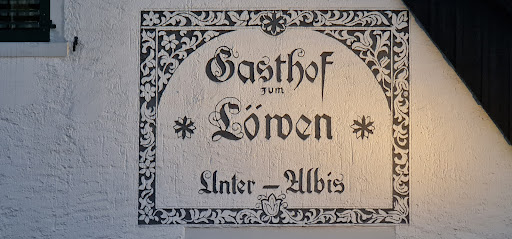 Gasthof
zum
Löwen
Unter - Albis